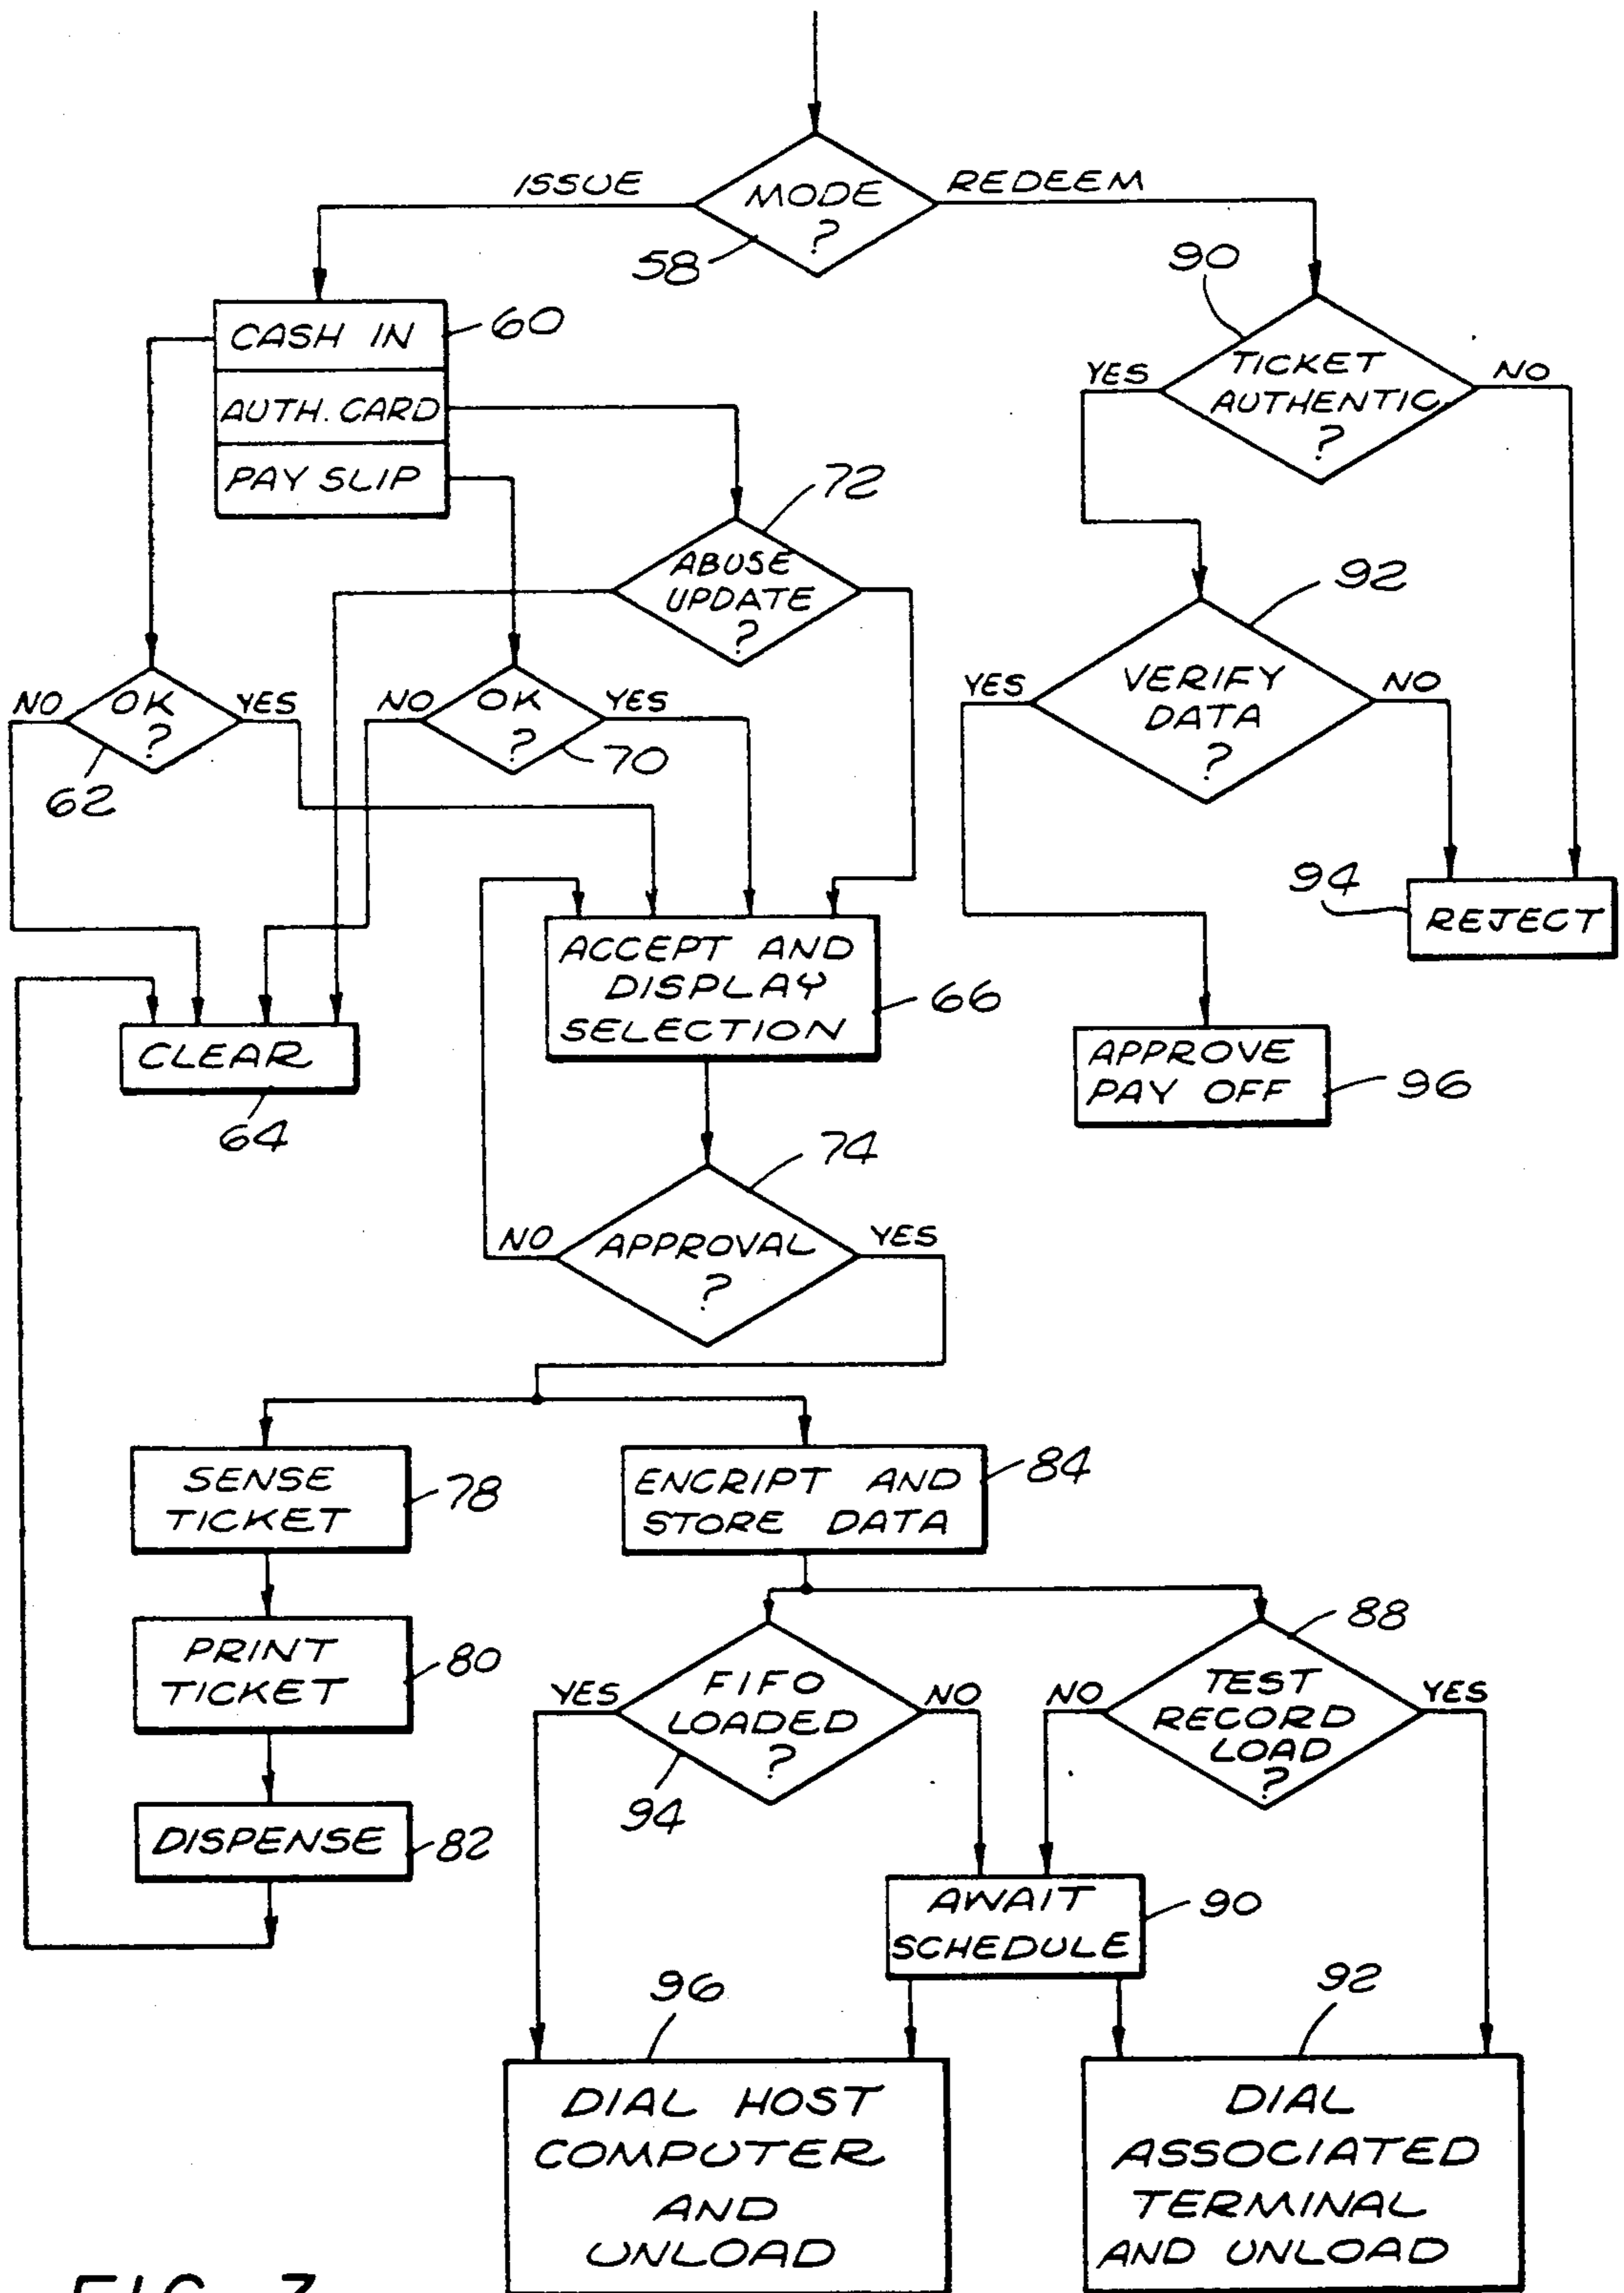 MODE
?
ISSUE
REDEEM
58
90
CASH IN
60
AUTH. CARD
PAY SLIP
TICKET
AUTHENTIC
?
YES
NO
72
ABUSE
UPDATE
?
92
VERIFY
DATA
?
YES
NO
OK
?
NO
YES
62
OK
?
NO
YES
70
94
REJECT
ACCEPT AND
DISPLAY
SELECTION
66
CLEAR
64
APPROVE
PAY OFF
96
74
APPROVAL
?
NO
YES
SENSE
TICKET
78
ENCRIPT AND
STORE DATA
84
PRINT
TICKET
80
88
FIFO
LOADED
?
YES
NO
94
TEST
RECORD
LOAD
?
NO
YES
DISPENSE
82
AWAIT
SCHEDULE
90
96
92
DIAL HOST
COMPUTER
AND
UNLOAD
DIAL
ASSOCIATED
TERMINAL
AND UNLOAD